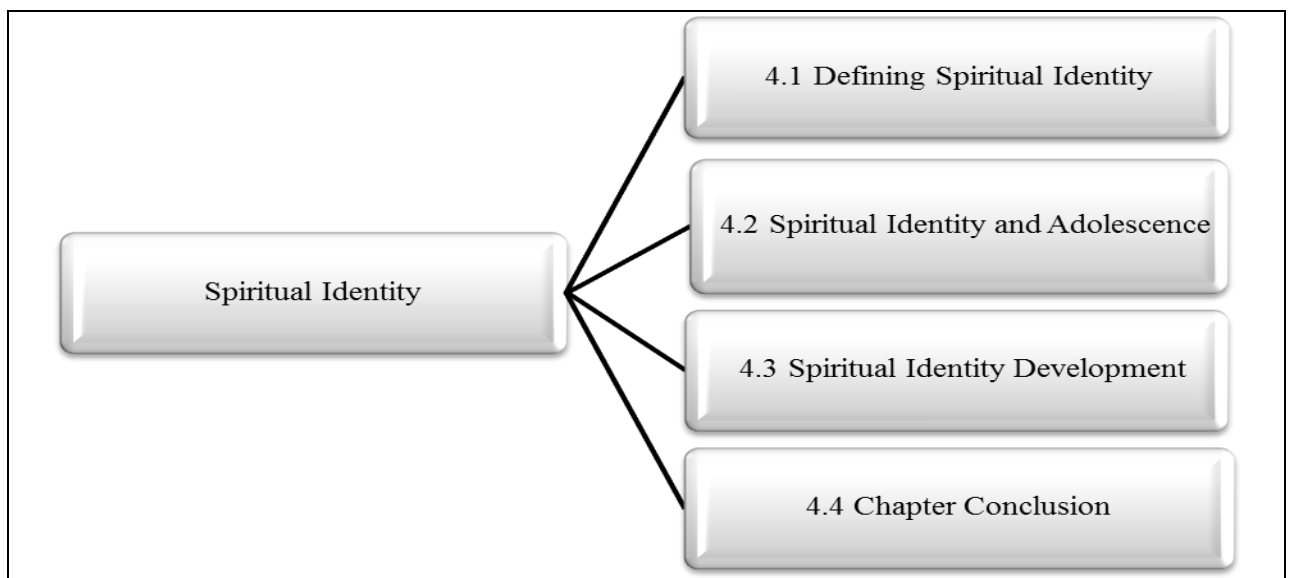 Spiritual Identity
4.1 Defining Spiritual Identity
4.2 Spiritual Identity and Adolescence
4.3 Spiritual Identity Development
4.4 Chapter Conclusion